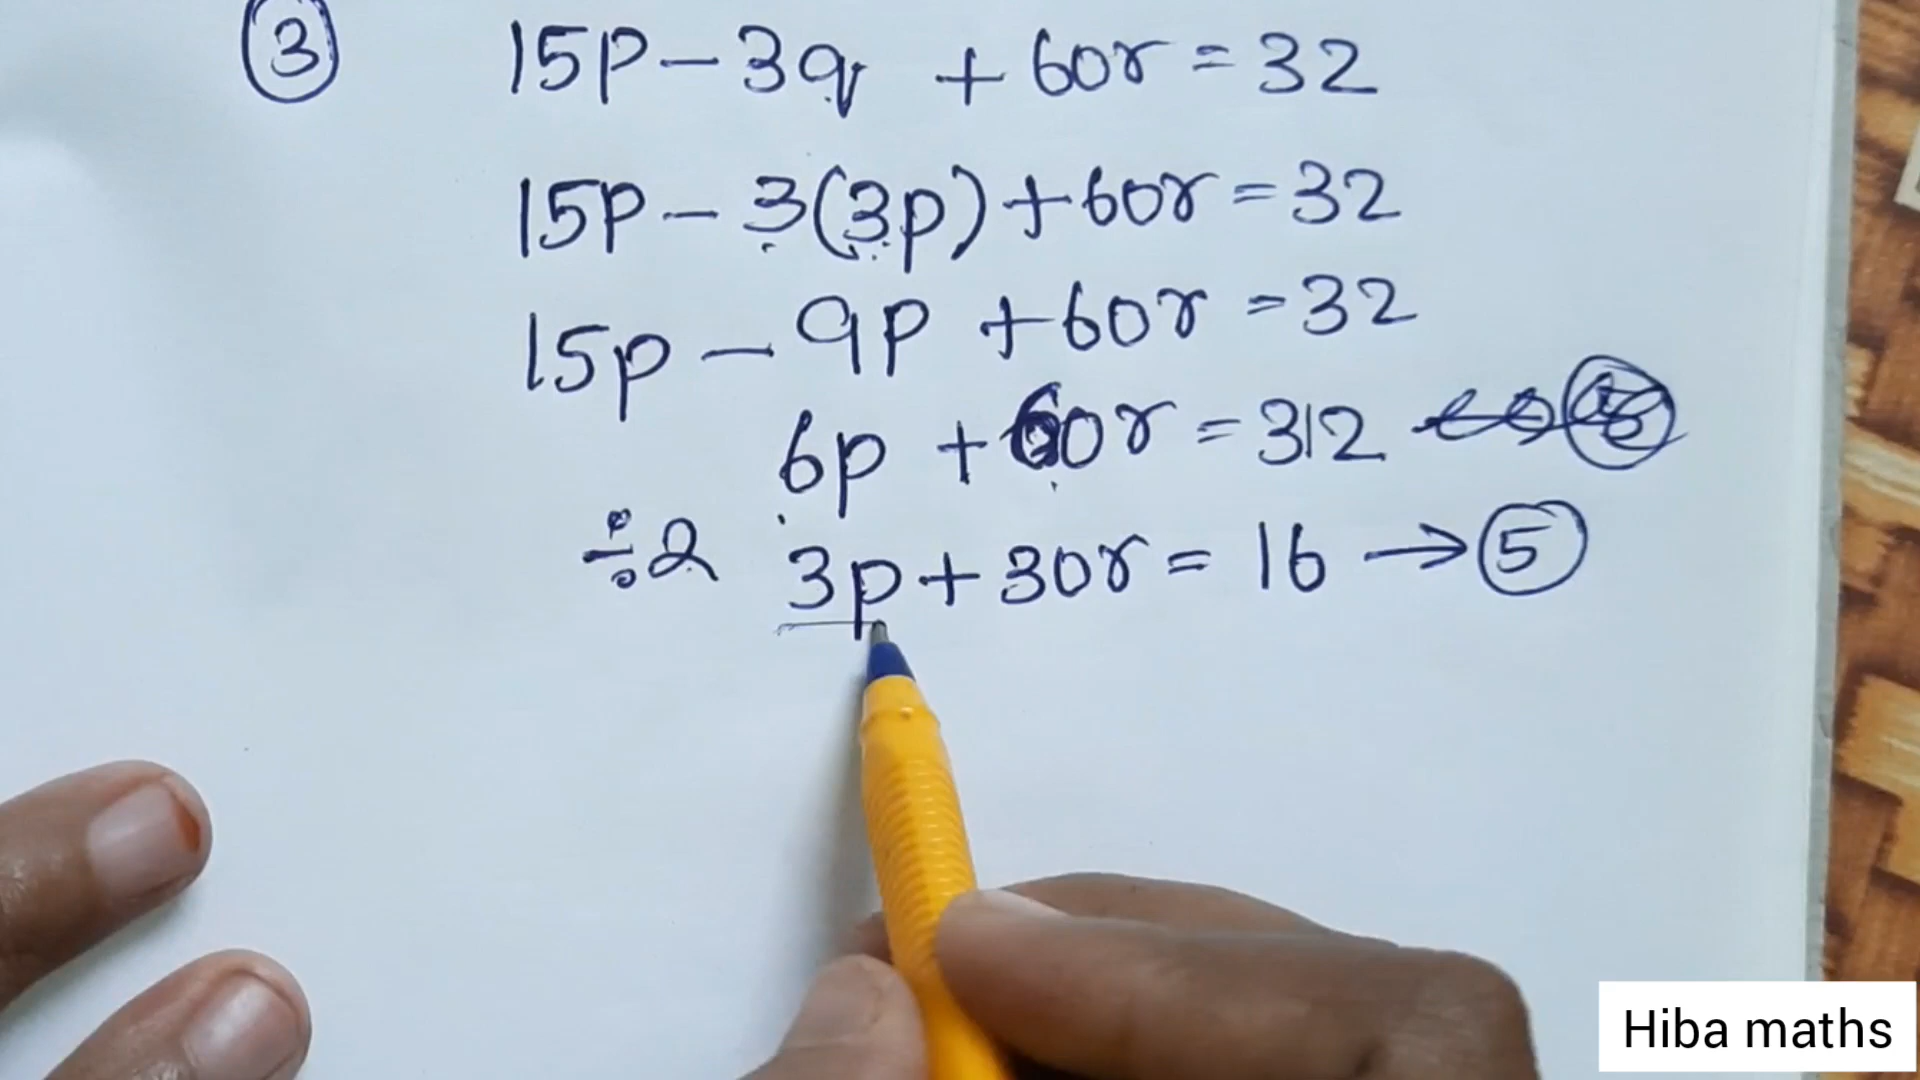 ③ 15p - 3q + 60r = 32
15p - 3(3p) + 60r = 32
15p - 9p + 60r = 32
6p + 60r = 312
÷2 3p + 30r = 16 → ⑤
Hiba maths